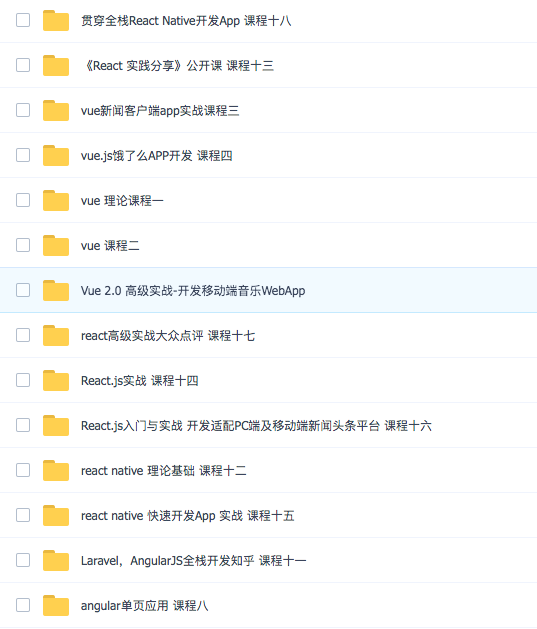 贯穿全栈React Native开发App 课程十八
《React 实践分享》公开课 课程十三
vue新闻客户端app实战课程三
vue.js饿了么APP开发 课程四
vue 理论课程一
vue 课程二
Vue 2.0 高级实战-开发移动端音乐WebApp
react高级实战大众点评 课程十七
React.js实战 课程十四
React.js入门与实战 开发适配PC端及移动端新闻头条平台 课程十六
react native 理论基础 课程十二
react native 快速开发App 实战 课程十五
Laravel，AngularJS全栈开发知乎 课程十一
angular单页应用 课程八